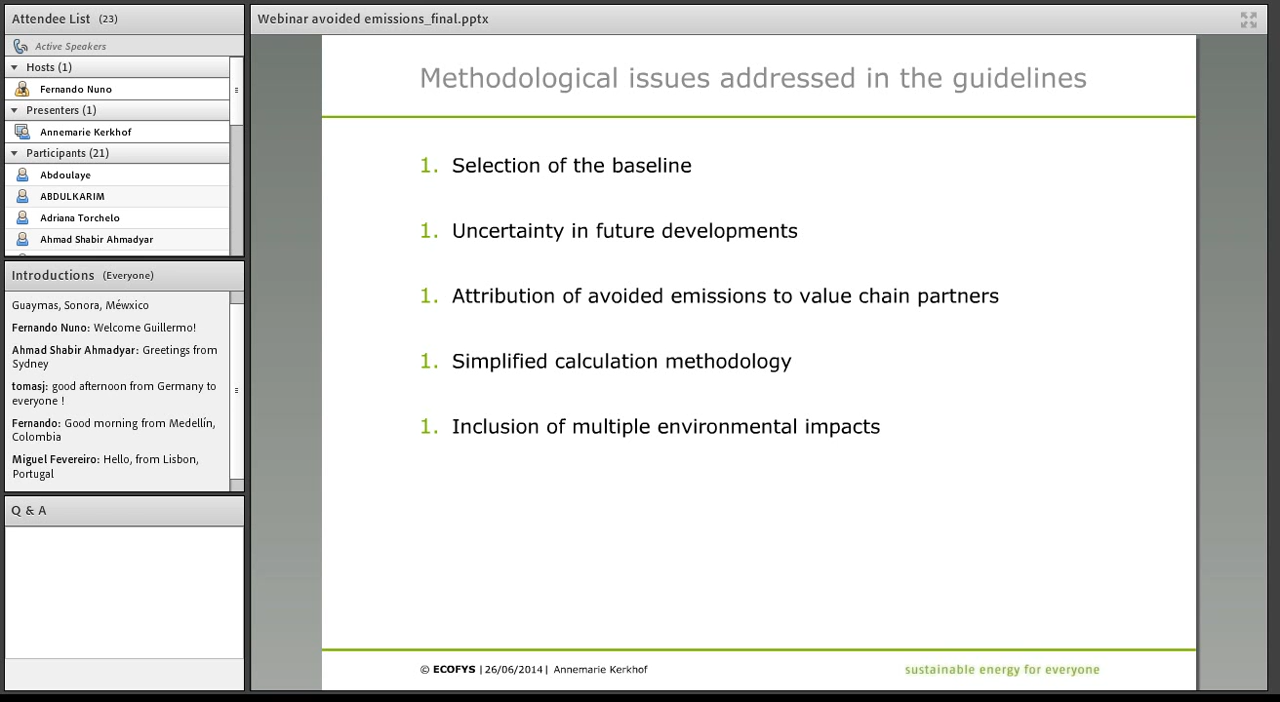 Attendee List (23)
Active Speakers
Hosts (1)
Fernando Nuno
Presenters (1)
Annemarie Kerkhof
Participants (21)
Abdoulaye
ABDULKARIM
Adriana Torchelo
Ahmad Shabir Ahmadyar
Introductions (Everyone)
Guaymas, Sonora, Méwxico
Fernando Nuno: Welcome Guillermo!
Ahmad Shabir Ahmadyar: Greetings from
Sydney
tomasj: good afternoon from Germany to
everyone !
Fernando: Good morning from Medellín,
Colombia
Miguel Fevereiro: Hello, from Lisbon,
Portugal
Q & A
Webinar avoided emissions_final.pptx
Methodological issues addressed in the guidelines
1. Selection of the baseline
1. Uncertainty in future developments
1. Attribution of avoided emissions to value chain partners
1. Simplified calculation methodology
1. Inclusion of multiple environmental impacts
© ECOFYS | 26/06/2014 | Annemarie Kerkhof
sustainable energy for everyone